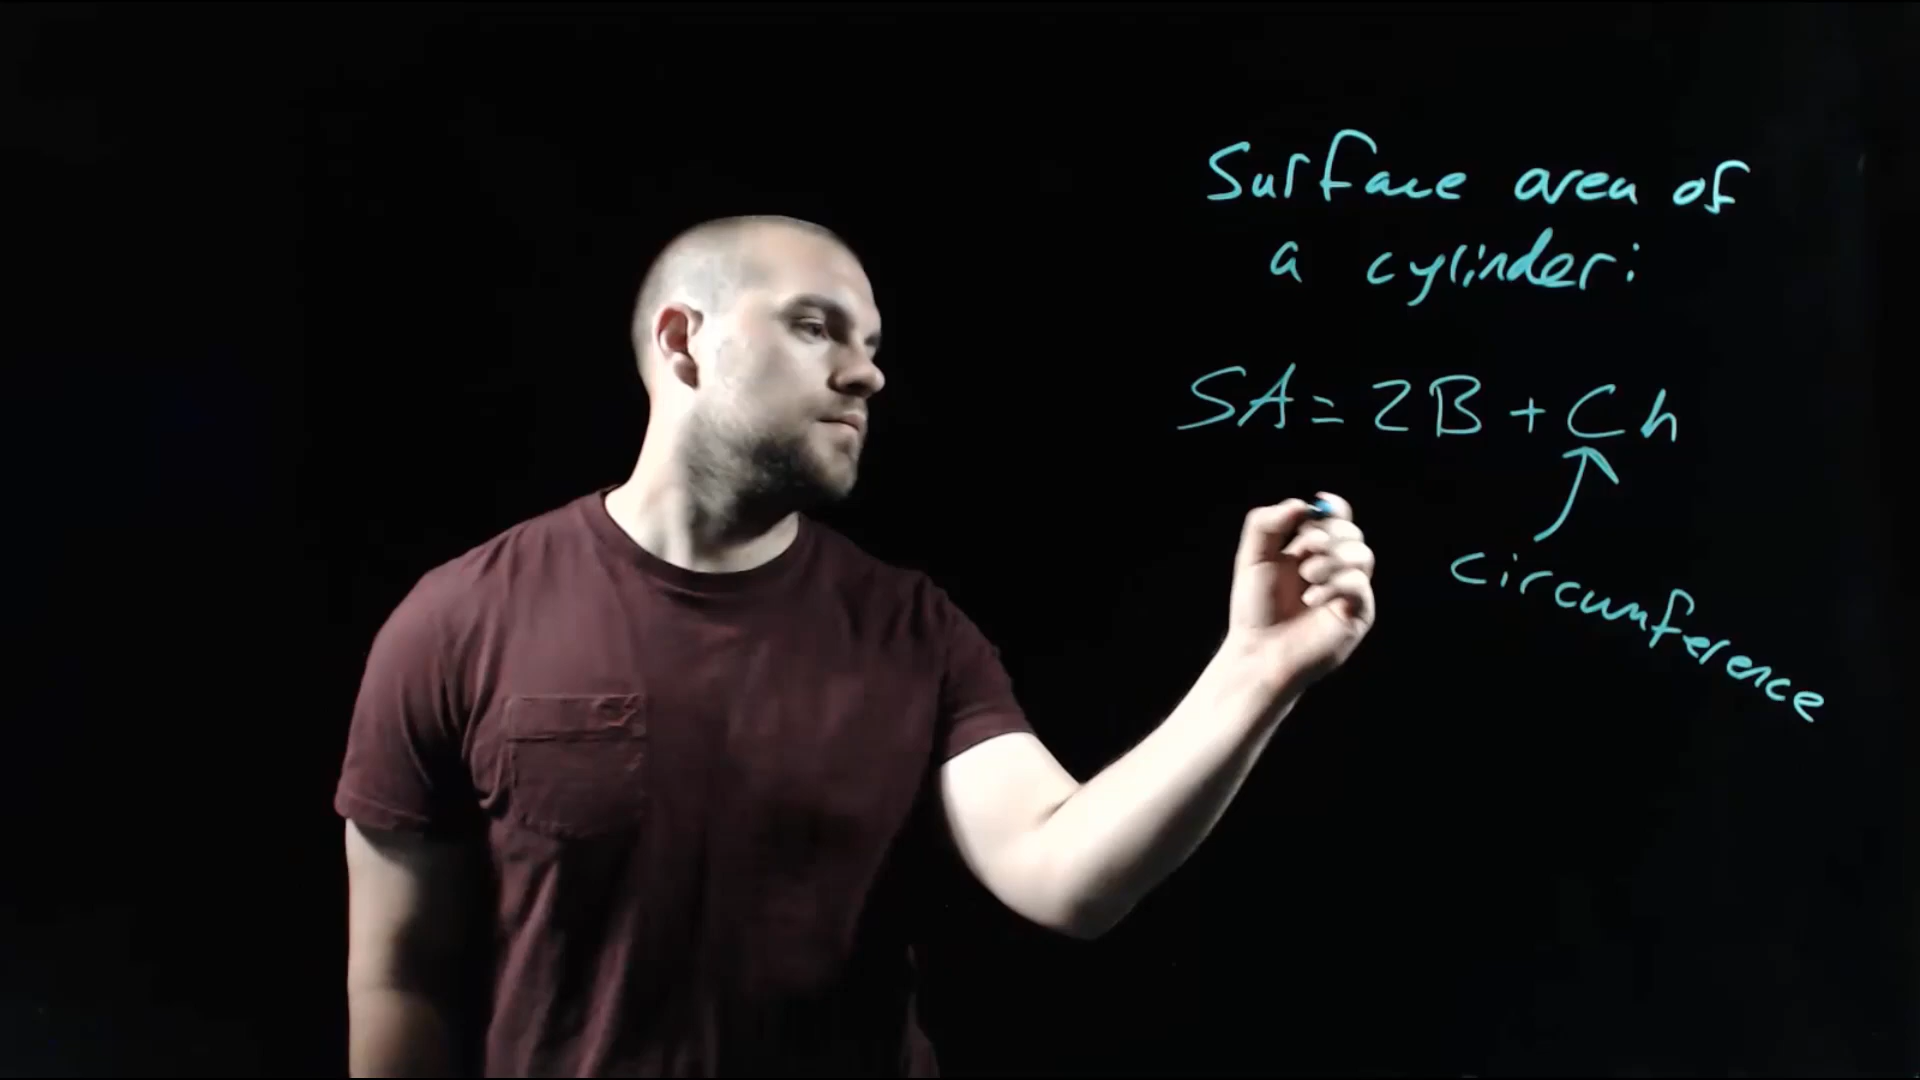 Surface area of
a cylinder:
SA = 2B + Ch
circumference